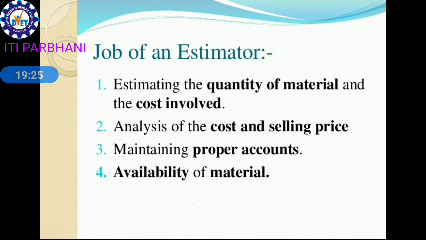 ITI PARBHANI
19:25
Job of an Estimator:-
1. Estimating the quantity of material and
the cost involved.
2. Analysis of the cost and selling price
3. Maintaining proper accounts.
4. Availability of material.